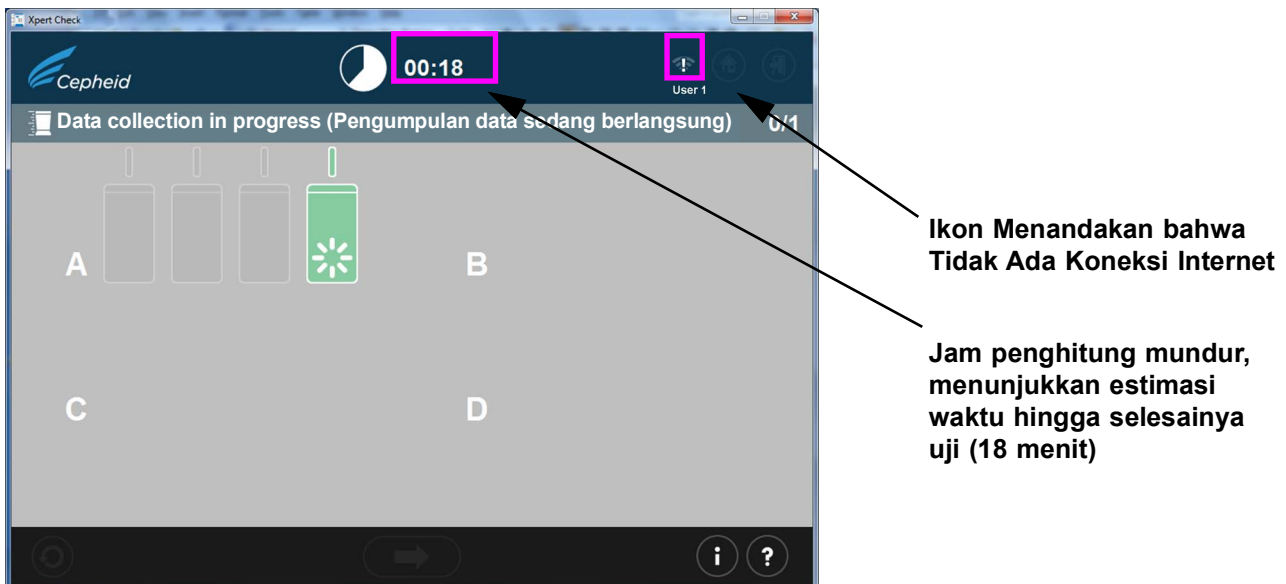 Xpert Check
Cepheid
00:18
User 1
Data collection in progress (Pengumpulan data sedang berlangsung) 0/1
A
B
C
D
i ?
Ikon Menandakan bahwa
Tidak Ada Koneksi Internet
Jam penghitung mundur,
menunjukkan estimasi
waktu hingga selesainya
uji (18 menit)